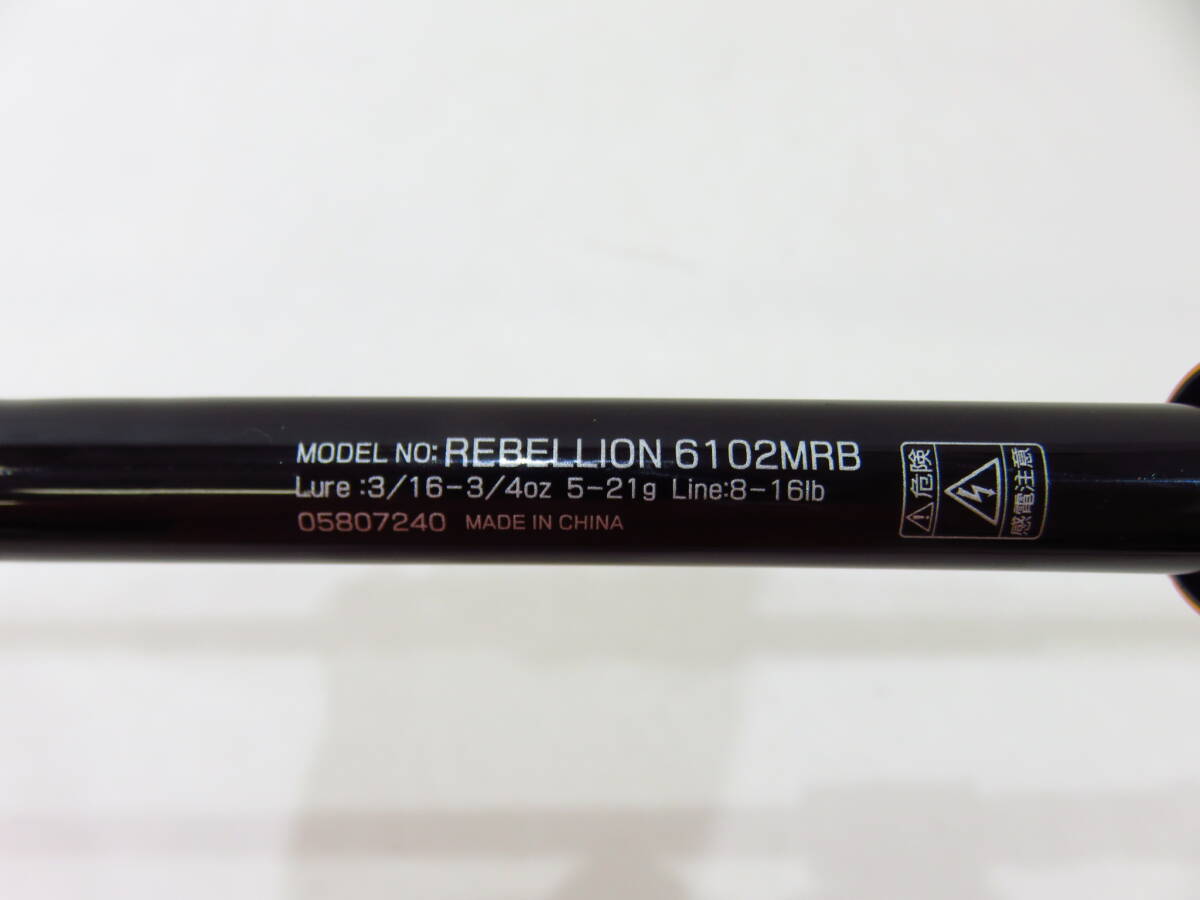 MODEL NO: REBELLION 6102MRB
Lure :3/16-3/4oz 5-21g Line:8-16lb
05807240 MADE IN CHINA
危険
感電注意